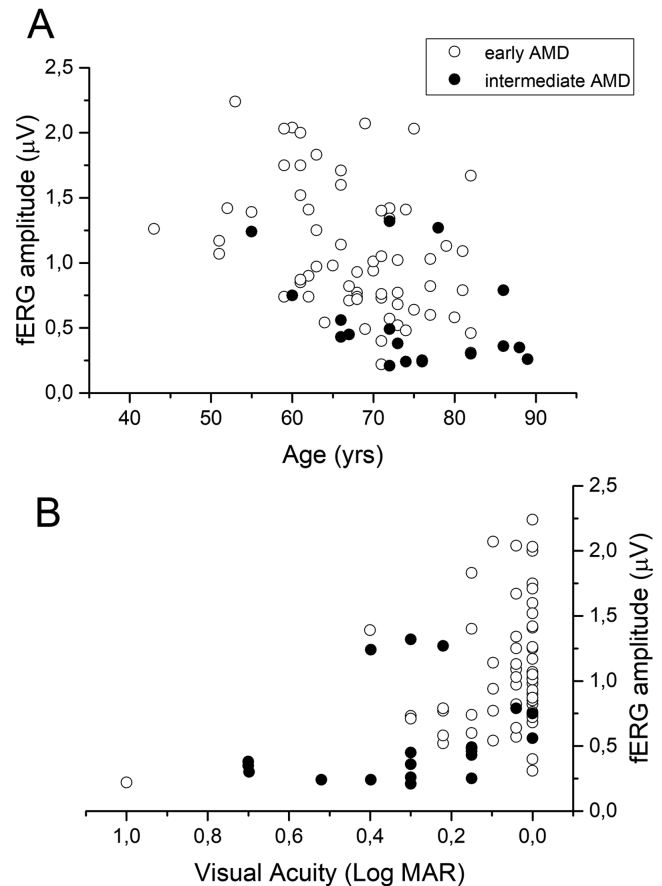 A
early AMD
intermediate AMD
2,5
2,0
1,5
1,0
0,5
0,0
fERG amplitude (μV)
40 50 60 70 80 90
Age (yrs)
B
2,5
2,0
1,5
1,0
0,5
0,0
fERG amplitude (μV)
1,0 0,8 0,6 0,4 0,2 0,0
Visual Acuity (Log MAR)